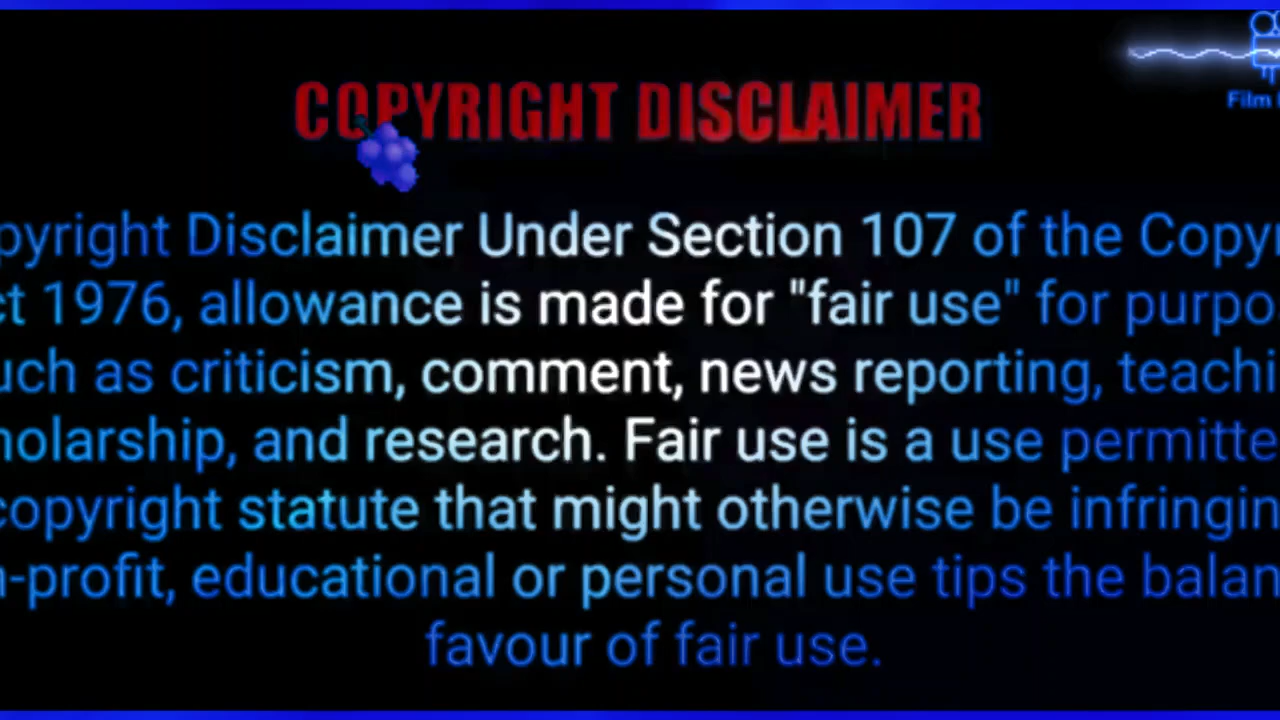 COPYRIGHT DISCLAIMER
Film
pyright Disclaimer Under Section 107 of the Copy
ct 1976, allowance is made for "fair use" for purpo
uch as criticism, comment, news reporting, teachi
holarship, and research. Fair use is a use permitte
copyright statute that might otherwise be infringin
n-profit, educational or personal use tips the balan
favour of fair use.